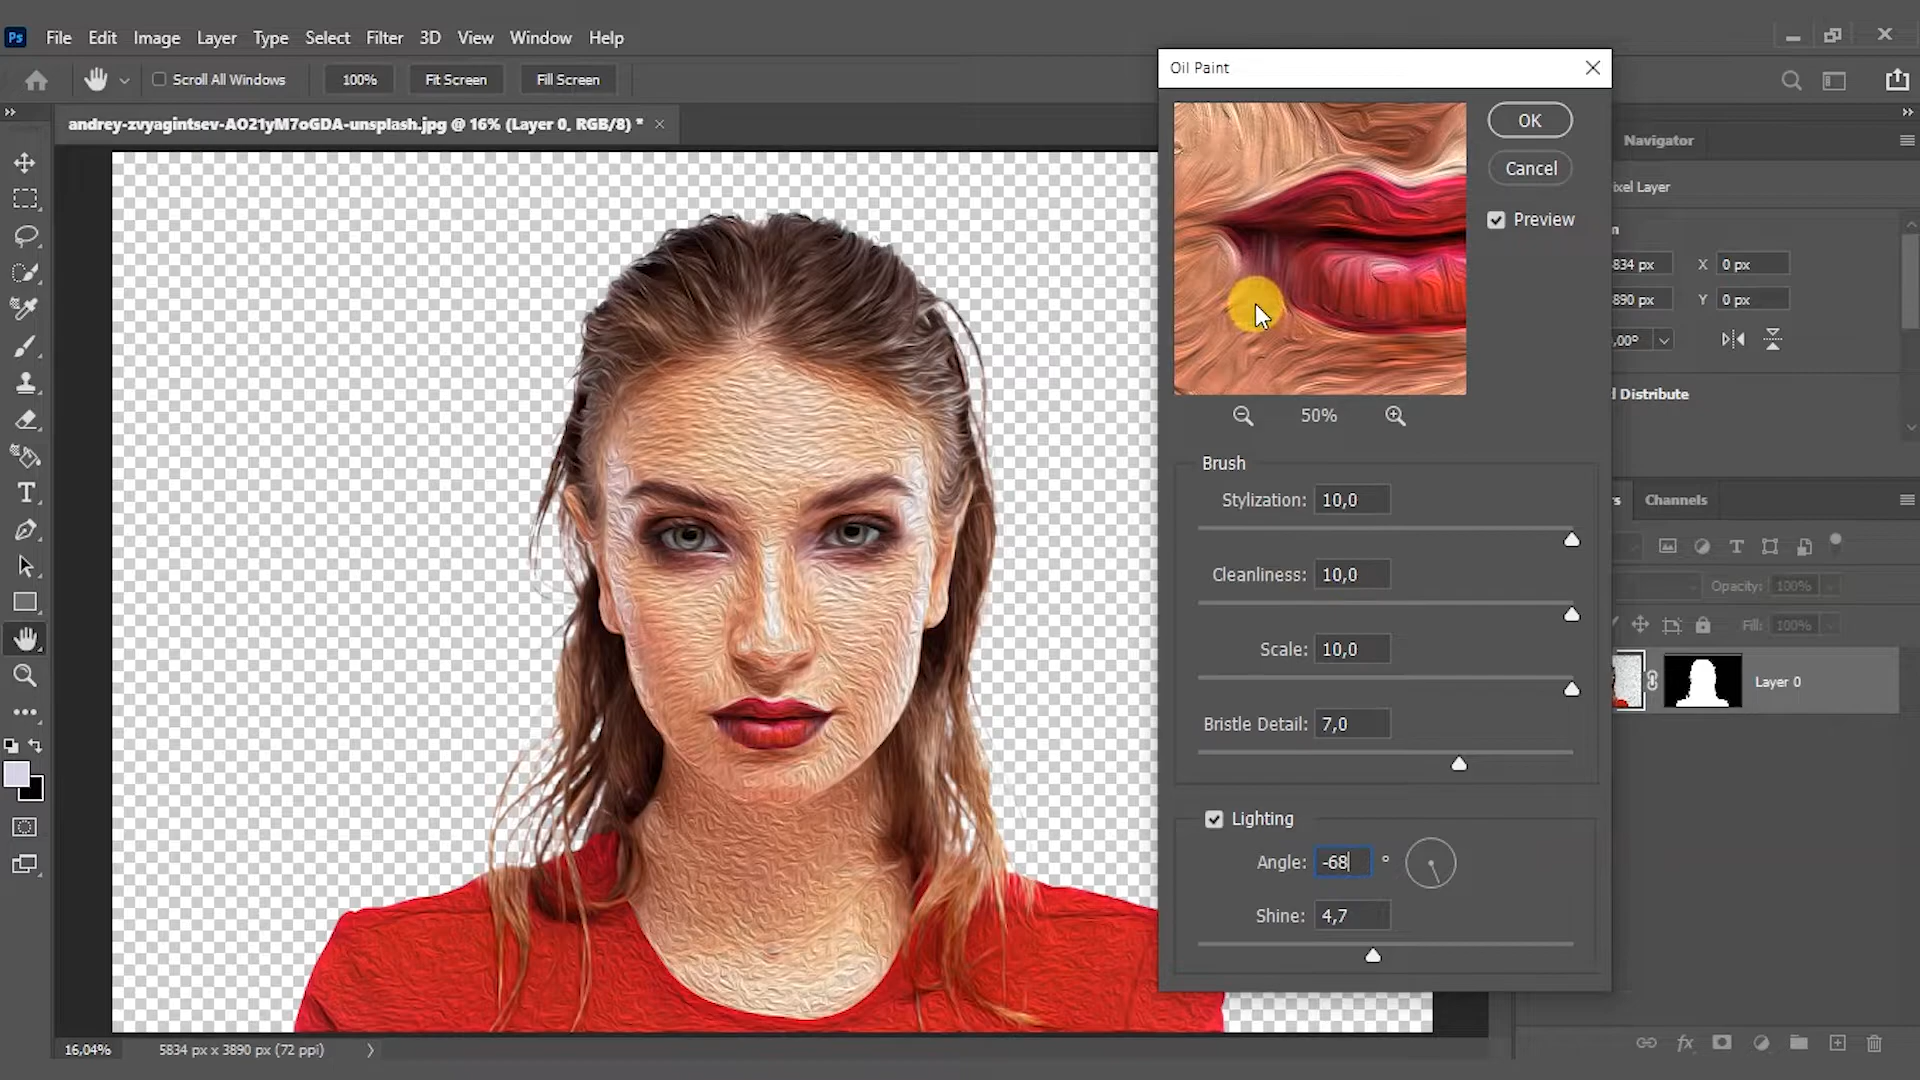 Ps File Edit Image Layer Type Select Filter 3D View Window Help
Scroll All Windows 100% Fit Screen Fill Screen
andrey-zvyagintsev-AO21yM7oGDA-unsplash.jpg @ 16% (Layer 0, RGB/8) *
Oil Paint
OK
Cancel
Preview
50%
Brush
Stylization: 10,0
Cleanliness: 10,0
Scale: 10,0
Bristle Detail: 7,0
Lighting
Angle: -68 °
Shine: 4,7
Navigator
ixel Layer
m
834 px X 0 px
890 px Y 0 px
,00°
d Distribute
rs Channels
Opacity: 100%
Fill: 100%
Layer 0
fx
16,04% 5834 px x 3890 px (72 ppi)